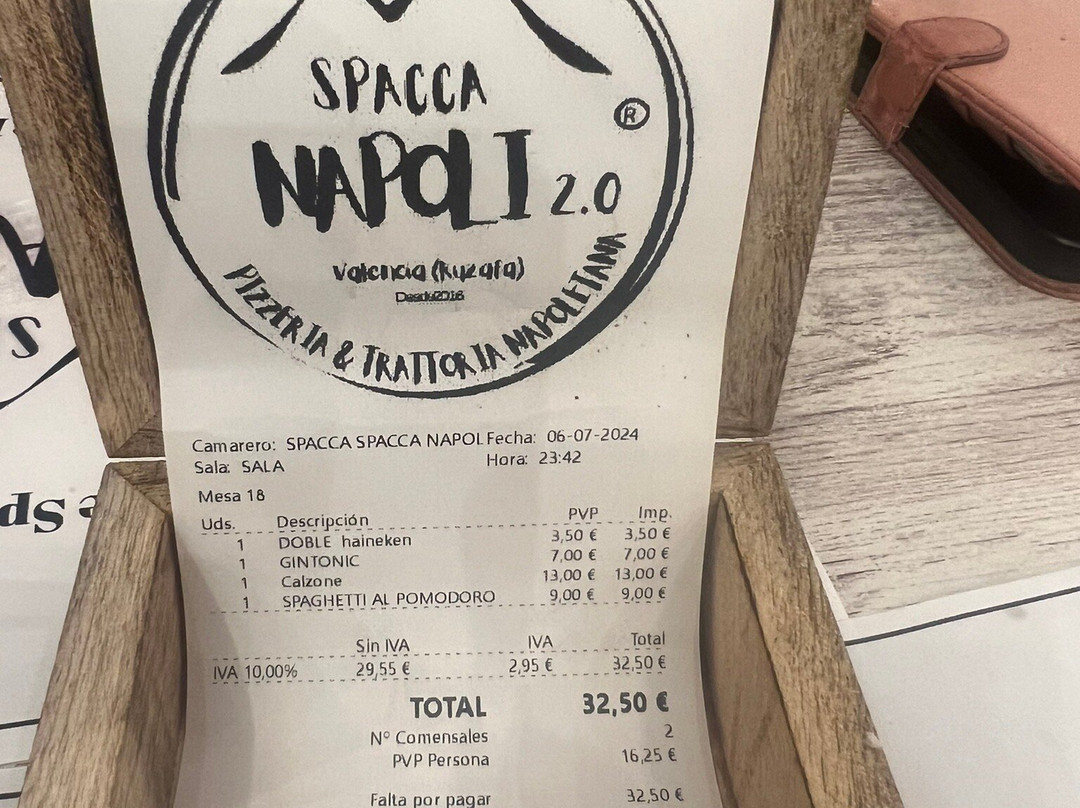 SPACCA
®
NAPOLI 2.0
Valencia (Ruzafa)
Desde2016
PIZZERIA & TRATTORIA NAPOLETANA
Camarero: SPACCA SPACCA NAPOL Fecha: 06-07-2024
Sala: SALA Hora: 23:42
Mesa 18
Uds. Descripción PVP Imp.
1 DOBLE haineken 3,50 € 3,50 €
1 GINTONIC 7,00 € 7,00 €
1 Calzone 13,00 € 13,00 €
1 SPAGHETTI AL POMODORO 9,00 € 9,00 €
Sin IVA IVA Total
IVA 10,00% 29,55 € 2,95 € 32,50 €
TOTAL 32,50 €
Nº Comensales 2
PVP Persona 16,25 €
Falta por pagar 32,50 €